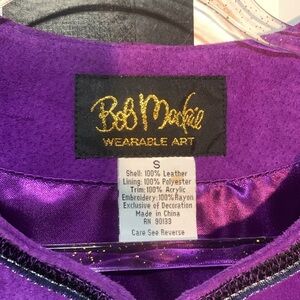 Bob Mackie
WEARABLE ART
S
Shell: 100% Leather
Lining: 100% Polyester
Trim: 100% Acrylic
Embroidery: 100% Rayon
Exclusive of Decoration
Made in China
RN 90133
Care See Reverse